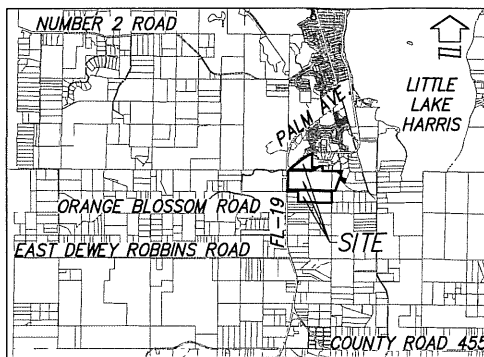 NUMBER 2 ROAD
PALM AVE
LITTLE
LAKE
HARRIS
ORANGE BLOSSOM ROAD
FL-19
SITE
EAST DEWEY ROBBINS ROAD
COUNTY ROAD 455